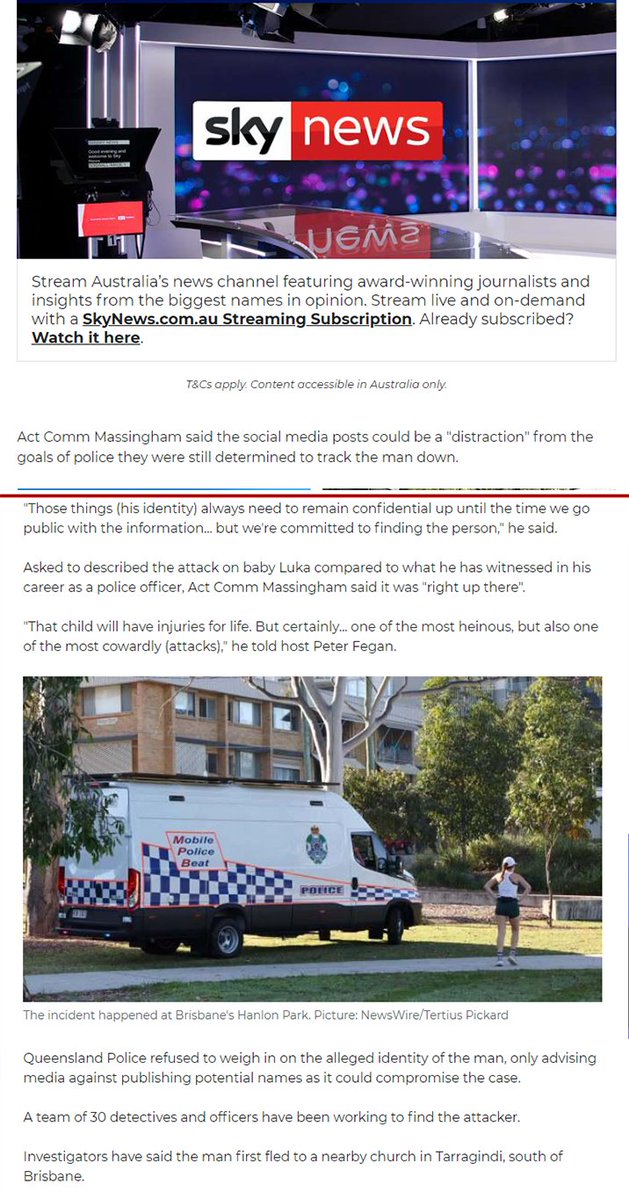 sky news
Good evening and
welcome to Sky
News
news
Stream Australia's news channel featuring award-winning journalists and
insights from the biggest names in opinion. Stream live and on-demand
with a SkyNews.com.au Streaming Subscription. Already subscribed?
Watch it here.
T&Cs apply. Content accessible in Australia only.
Act Comm Massingham said the social media posts could be a "distraction" from the
goals of police they were still determined to track the man down.
"Those things (his identity) always need to remain confidential up until the time we go
public with the information... but we're committed to finding the person," he said.
Asked to described the attack on baby Luka compared to what he has witnessed in his
career as a police officer, Act Comm Massingham said it was "right up there".
"That child will have injuries for life. But certainly... one of the most heinous, but also one
of the most cowardly (attacks)," he told host Peter Fegan.
Mobile
Police
Beat
POLICE
The incident happened at Brisbane's Hanlon Park. Picture: NewsWire/Tertius Pickard
Queensland Police refused to weigh in on the alleged identity of the man, only advising
media against publishing potential names as it could compromise the case.
A team of 30 detectives and officers have been working to find the attacker.
Investigators have said the man first fled to a nearby church in Tarragindi, south of
Brisbane.